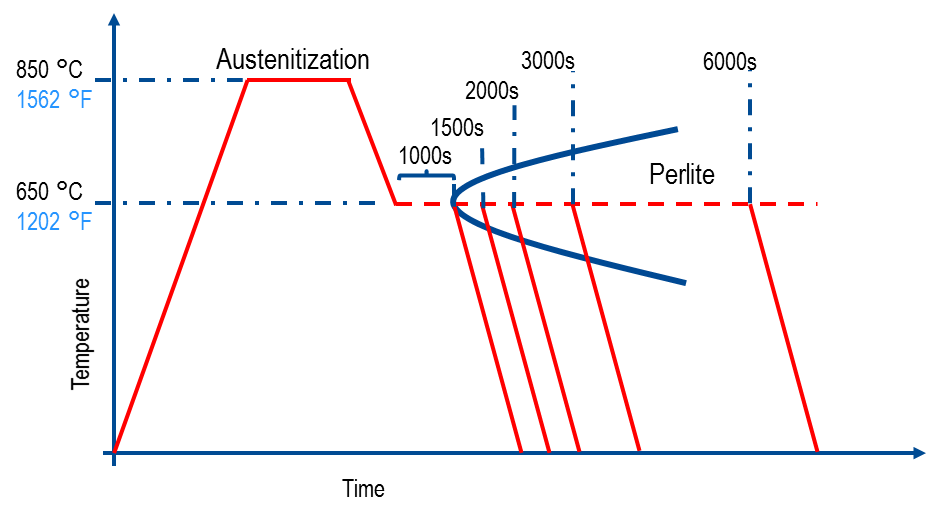 Austenitization
850 °C
1562 °F
3000s
6000s
2000s
1500s
1000s
Perlite
650 °C
1202 °F
Temperature
Time